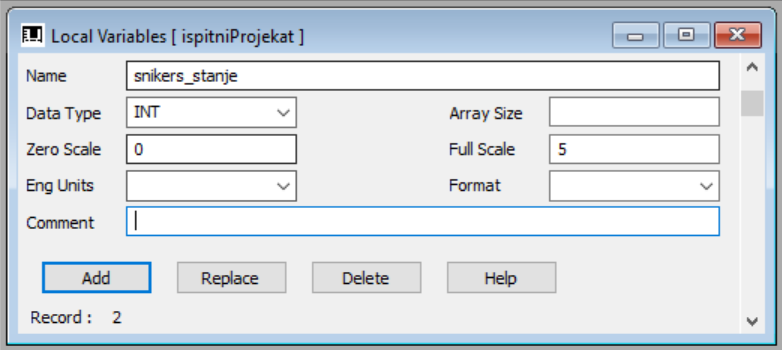 Local Variables [ ispitniProjekat ]
Name snikers_stanje
Data Type INT Array Size
Zero Scale 0 Full Scale 5
Eng Units Format
Comment
Add Replace Delete Help
Record : 2